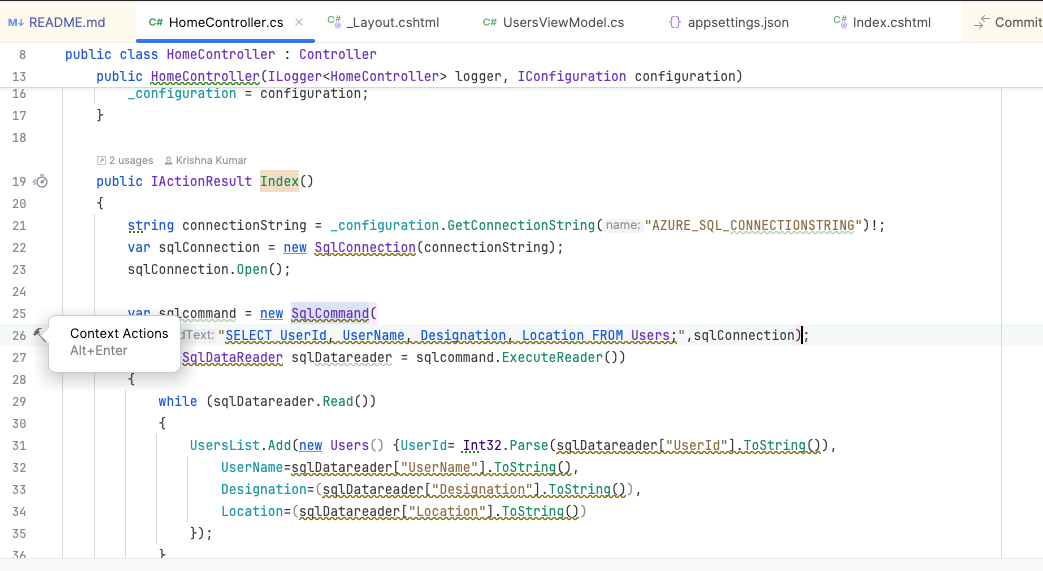 README.md HomeController.cs _Layout.cshtml UsersViewModel.cs appsettings.json Index.cshtml Commit
8 public class HomeController : Controller
13 public HomeController(ILogger<HomeController> logger, IConfiguration configuration)
16 _configuration = configuration;
17 }
18
2 usages Krishna Kumar
19 public IActionResult Index()
20 {
21 string connectionString = _configuration.GetConnectionString( name: "AZURE_SQL_CONNECTIONSTRING")!;
22 var sqlConnection = new SqlConnection(connectionString);
23 sqlConnection.Open();
24
25 var sqlcommand = new SqlCommand(
26 dText: "SELECT UserId, UserName, Designation, Location FROM Users;",sqlConnection);
Context Actions
Alt+Enter
27 SqlDataReader sqlDatareader = sqlcommand.ExecuteReader())
28 {
29 while (sqlDatareader.Read())
30 {
31 UsersList.Add(new Users() {UserId= Int32.Parse(sqlDatareader["UserId"].ToString()),
32 UserName=sqlDatareader["UserName"].ToString(),
33 Designation=(sqlDatareader["Designation"].ToString()),
34 Location=(sqlDatareader["Location"].ToString())
35 });
36 }